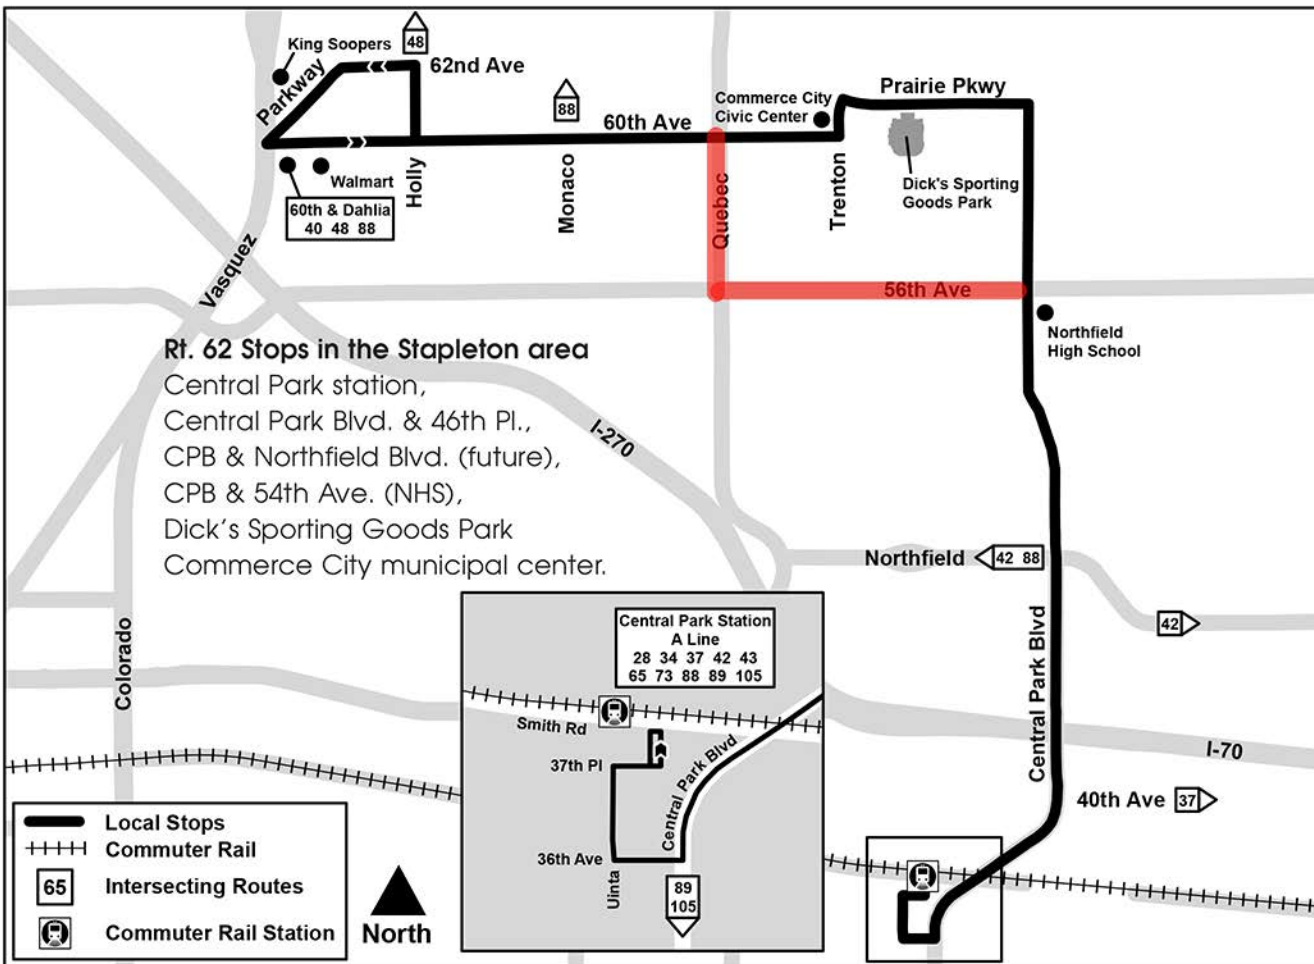 King Soopers
48
62nd Ave
Parkway
88
60th Ave
Commerce City
Civic Center
Prairie Pkwy
Walmart
60th & Dahlia
40 48 88
Holly
Monaco
Quebec
Trenton
Dick's Sporting
Goods Park
Vasquez
56th Ave
Northfield
High School
Rt. 62 Stops in the Stapleton area
Central Park station,
Central Park Blvd. & 46th Pl.,
CPB & Northfield Blvd. (future),
CPB & 54th Ave. (NHS),
Dick's Sporting Goods Park
Commerce City municipal center.
I-270
Northfield
42 88
42
Colorado
Central Park Blvd
I-70
40th Ave
37
Central Park Station
A Line
28 34 37 42 43
65 73 88 89 105
Smith Rd
37th Pl
Central Park Blvd
36th Ave
Uinta
89
105
Local Stops
Commuter Rail
65
Intersecting Routes
Commuter Rail Station
North